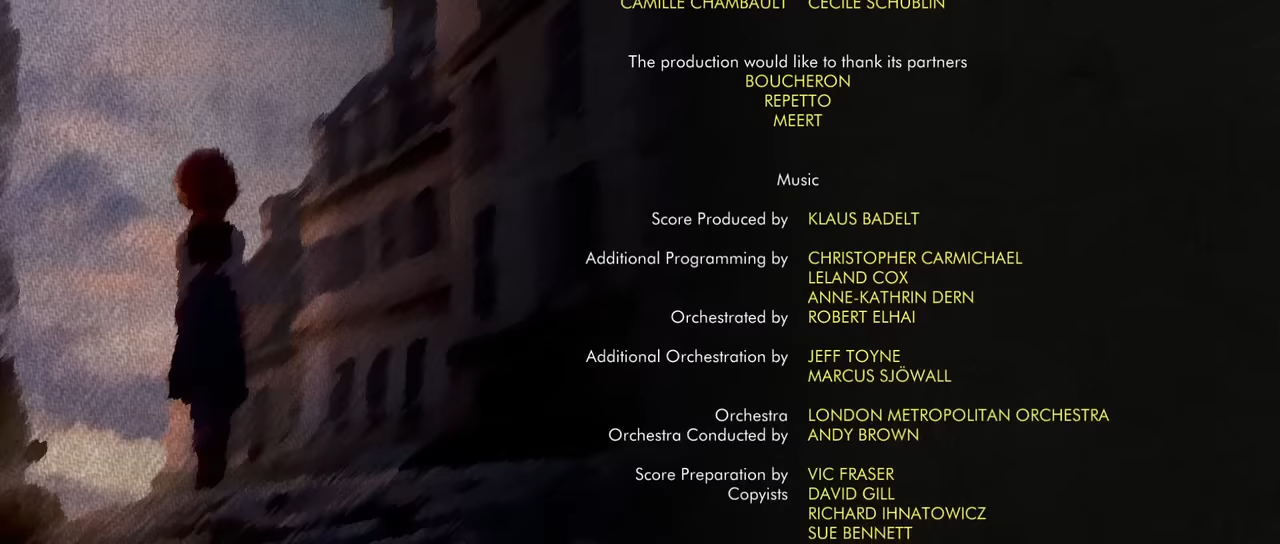 CAMILLE CHAMBAULT CECILE SCHUBLIN
The production would like to thank its partners
BOUCHERON
REPETTO
MEERT
Music
Score Produced by KLAUS BADELT
Additional Programming by CHRISTOPHER CARMICHAEL
LELAND COX
ANNE-KATHRIN DERN
Orchestrated by ROBERT ELHAI
Additional Orchestration by JEFF TOYNE
MARCUS SJÖWALL
Orchestra LONDON METROPOLITAN ORCHESTRA
Orchestra Conducted by ANDY BROWN
Score Preparation by VIC FRASER
Copyists DAVID GILL
RICHARD IHNATOWICZ
SUE BENNETT